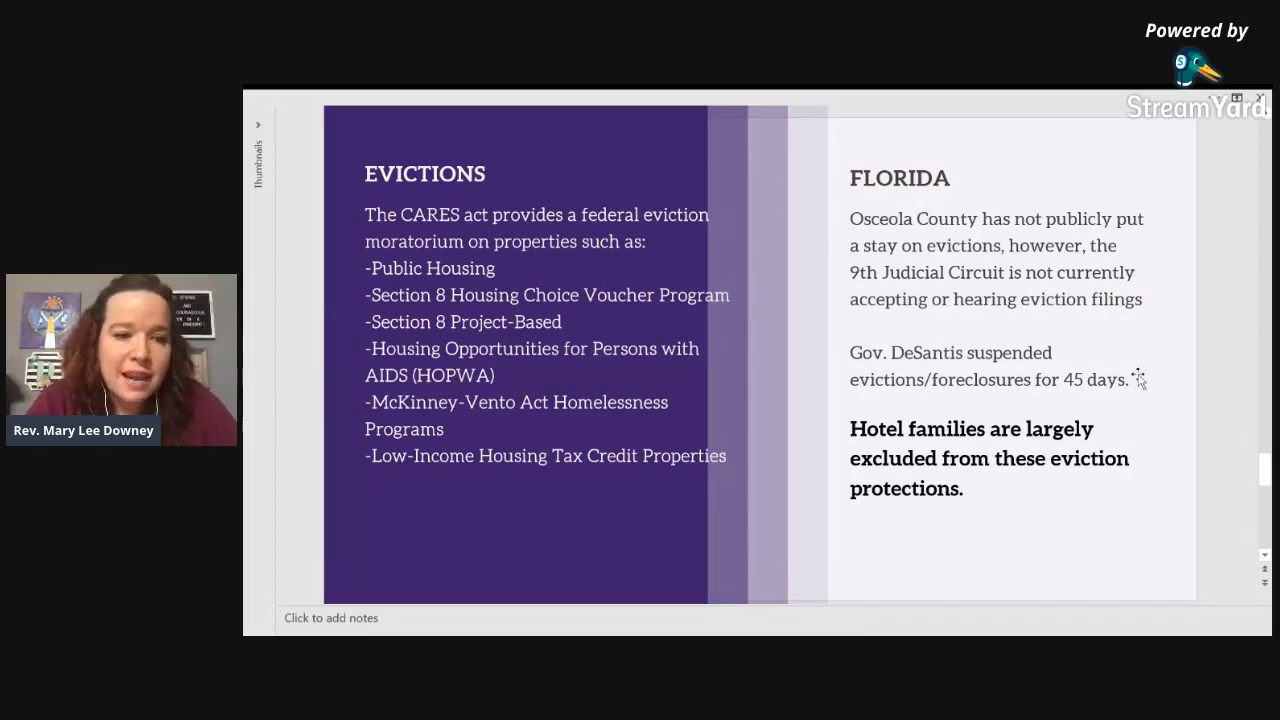 Powered by
StreamYard
Thumbnails
EVICTIONS
The CARES act provides a federal eviction
moratorium on properties such as:
-Public Housing
-Section 8 Housing Choice Voucher Program
-Section 8 Project-Based
-Housing Opportunities for Persons with
AIDS (HOPWA)
-McKinney-Vento Act Homelessness
Programs
-Low-Income Housing Tax Credit Properties
FLORIDA
Osceola County has not publicly put
a stay on evictions, however, the
9th Judicial Circuit is not currently
accepting or hearing eviction filings
Gov. DeSantis suspended
evictions/foreclosures for 45 days.
Hotel families are largely
excluded from these eviction
protections.
Click to add notes
STRONG
AND
COURAGEOUS
Rev. Mary Lee Downey